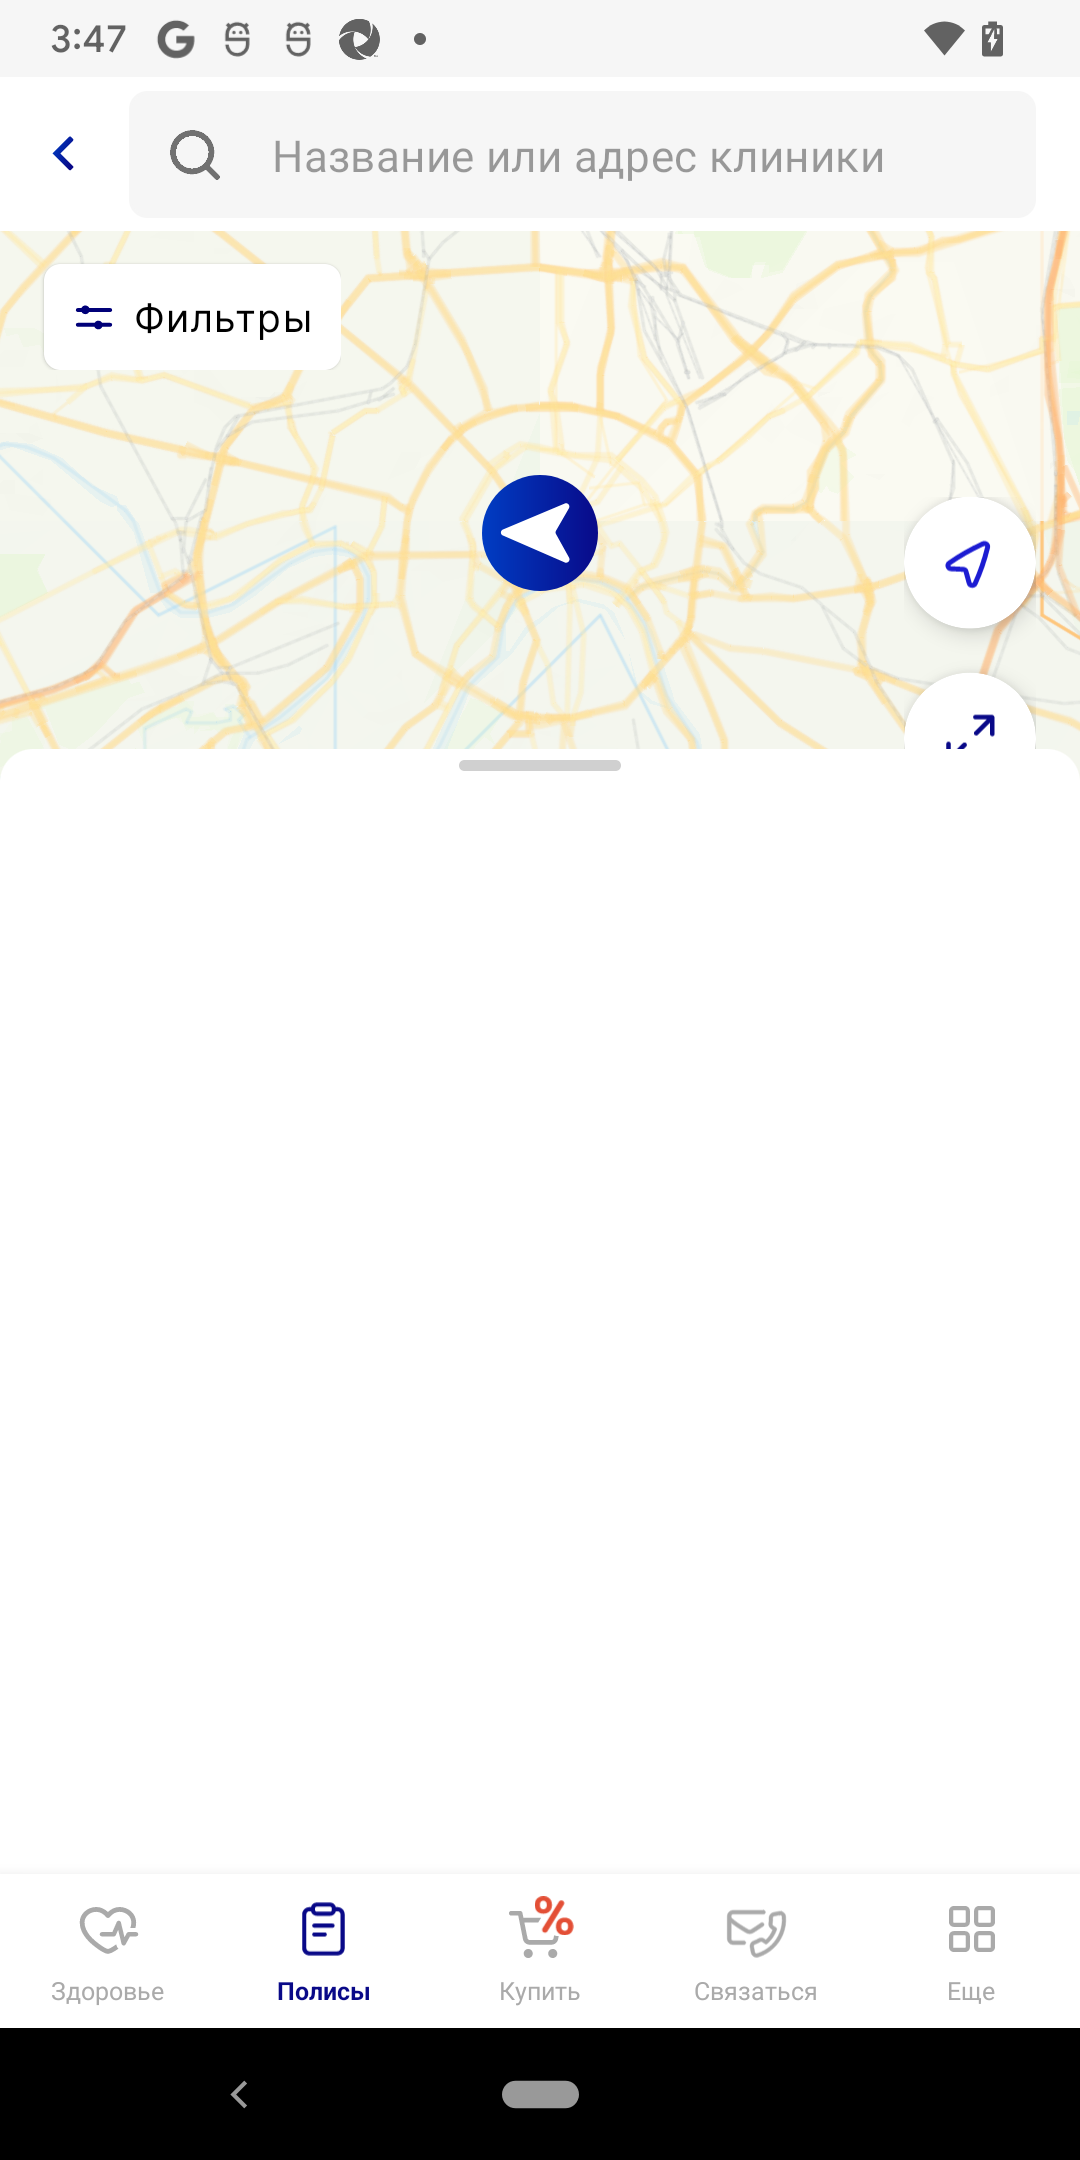 3:47
Название или адрес клиники
Фильтры
Здоровье
Полисы
Купить
Связаться
Еще